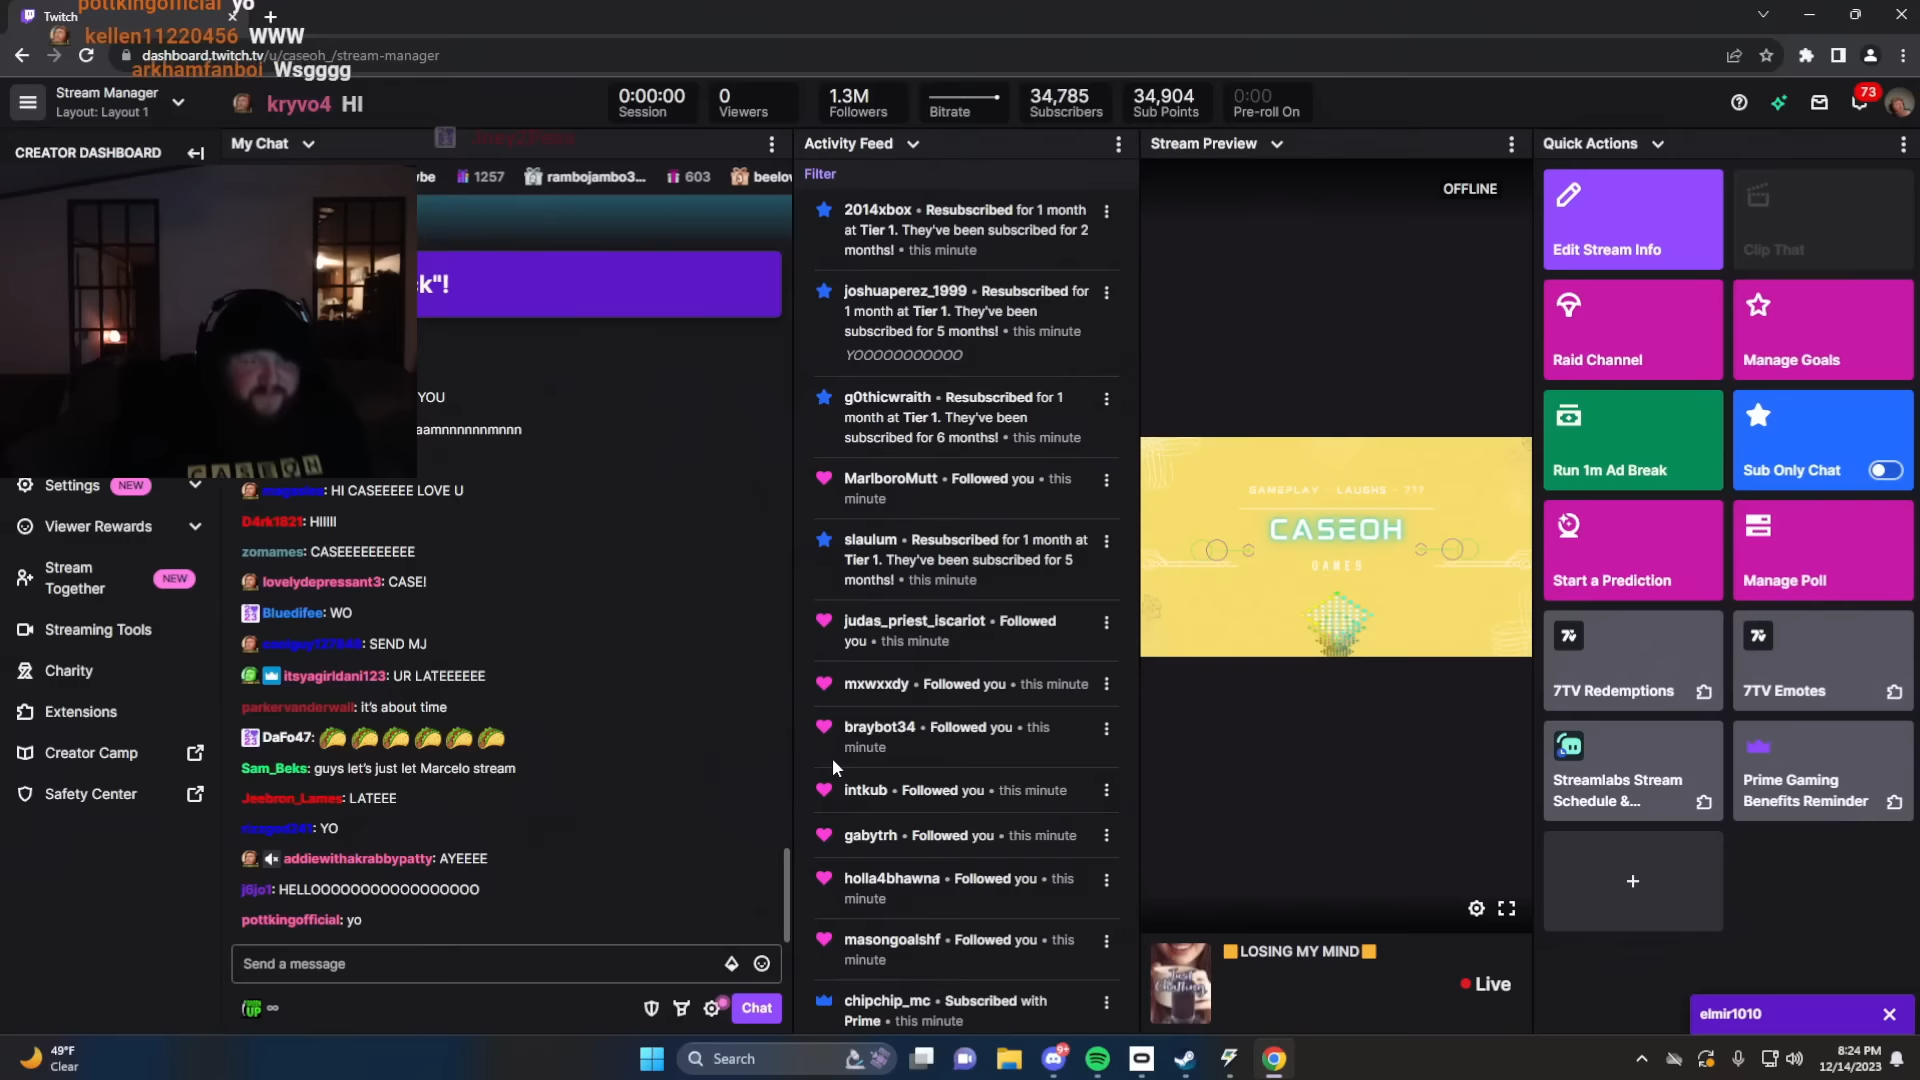 pottkingofficial yo
Twitch
kellen11220456 WWW
dashboard.twitch.tv/u/caseoh_/stream-manager
arkhamfanboi Wsgggg
Stream Manager
Layout: Layout 1
kryvo4 HI
0:00:00
Session
0
Viewers
1.3M
Followers
Bitrate
34,785
Subscribers
34,904
Sub Points
0:00
Pre-roll On
73
CREATOR DASHBOARD
My Chat
1257
rambojambo3...
603
beelov
k"!
YOU
aamnnnnnmnnn
Settings NEW
Viewer Rewards
Stream Together NEW
Streaming Tools
Charity
Extensions
Creator Camp
Safety Center
HI CASEEEEE LOVE U
D4rk1821: HIIIII
zomames: CASEEEEEEEEEE
lovelydepressant3: CASE!
Bluedifee: WO
SEND MJ
itsyagirldani123: UR LATEEEEEE
parkervanderwall: it's about time
DaFo47:
Sam_Beks: guys let's just let Marcelo stream
Jeebron_Lames: LATEEE
YO
addiewithakrabbypatty: AYEEEE
j6jo1: HELLOOOOOOOOOOOOOOOOO
pottkingofficial: yo
Send a message
Chat
Activity Feed
Filter
2014xbox • Resubscribed for 1 month
at Tier 1. They've been subscribed for 2
months! • this minute
joshuaperez_1999 • Resubscribed for
1 month at Tier 1. They've been
subscribed for 5 months! • this minute
YOOOOOOOOOOO
g0thicwraith • Resubscribed for 1
month at Tier 1. They've been
subscribed for 6 months! • this minute
MarlboroMutt • Followed you • this
minute
slaulum • Resubscribed for 1 month at
Tier 1. They've been subscribed for 5
months! • this minute
judas_priest_iscariot • Followed
you • this minute
mxwxxdy • Followed you • this minute
braybot34 • Followed you • this
minute
intkub • Followed you • this minute
gabytrh • Followed you • this minute
holla4bhawna • Followed you • this
minute
masongoalshf • Followed you • this
minute
chipchip_mc • Subscribed with
Prime • this minute
Stream Preview
OFFLINE
GAMEPLAY - LAUGHS - ???
CASEOH
GAMES
LOSING MY MIND
Live
Quick Actions
Edit Stream Info
Clip That
Raid Channel
Manage Goals
Run 1m Ad Break
Sub Only Chat
Start a Prediction
Manage Poll
7TV Redemptions
7TV Emotes
Streamlabs Stream
Schedule &...
Prime Gaming
Benefits Reminder
elmir1010
49°F
Clear
Search
8:24 PM
12/14/2023